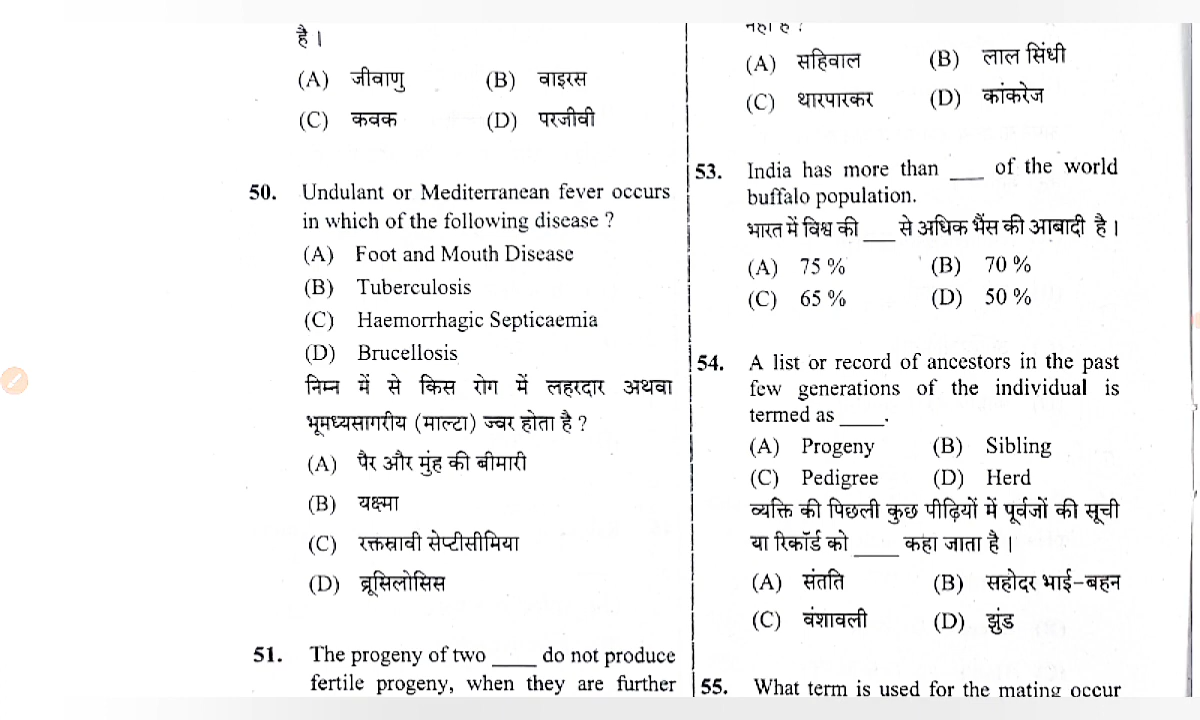 है ।
(A) जीवाणु (B) वाइरस
(C) कवक (D) परजीवी
50. Undulant or Mediterranean fever occurs
in which of the following disease ?
(A) Foot and Mouth Disease
(B) Tuberculosis
(C) Haemorrhagic Septicaemia
(D) Brucellosis
निम्न में से किस रोग में लहरदार अथवा
भूमध्यसागरीय (माल्टा) ज्वर होता है ?
(A) पैर और मुंह की बीमारी
(B) यक्ष्मा
(C) रक्तस्रावी सेप्टीसीमिया
(D) ब्रूसिलोसिस
51. The progeny of two ____ do not produce
fertile progeny, when they are further
(A) सहिवाल (B) लाल सिंधी
(C) थारपारकर (D) कांकरेज
53. India has more than ___ of the world
buffalo population.
भारत में विश्व की ___ से अधिक भैंस की आबादी है ।
(A) 75 % (B) 70 %
(C) 65 % (D) 50 %
54. A list or record of ancestors in the past
few generations of the individual is
termed as ____.
(A) Progeny (B) Sibling
(C) Pedigree (D) Herd
व्यक्ति की पिछली कुछ पीढ़ियों में पूर्वजों की सूची
या रिकॉर्ड को ____ कहा जाता है ।
(A) संतति (B) सहोदर भाई-बहन
(C) वंशावली (D) झुंड
55. What term is used for the mating occur